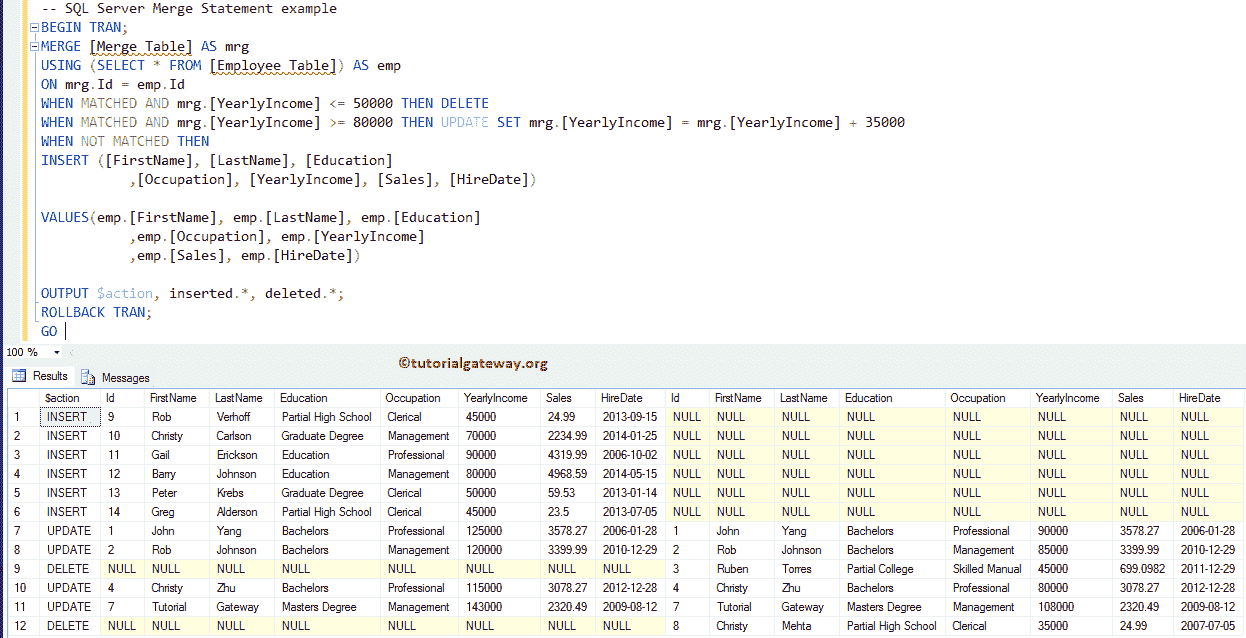 -- SQL Server Merge Statement example
BEGIN TRAN;
MERGE [Merge Table] AS mrg
USING (SELECT * FROM [Employee Table]) AS emp
ON mrg.Id = emp.Id
WHEN MATCHED AND mrg.[YearlyIncome] <= 50000 THEN DELETE
WHEN MATCHED AND mrg.[YearlyIncome] >= 80000 THEN UPDATE SET mrg.[YearlyIncome] = mrg.[YearlyIncome] + 35000
WHEN NOT MATCHED THEN
INSERT ([FirstName], [LastName], [Education]
,[Occupation], [YearlyIncome], [Sales], [HireDate])
VALUES(emp.[FirstName], emp.[LastName], emp.[Education]
,emp.[Occupation], emp.[YearlyIncome]
,emp.[Sales], emp.[HireDate])
OUTPUT $action, inserted.*, deleted.*;
ROLLBACK TRAN;
GO
100 %
©tutorialgateway.org
Results Messages
$action Id FirstName LastName Education Occupation YearlyIncome Sales HireDate Id FirstName LastName Education Occupation YearlyIncome Sales HireDate
1 INSERT 9 Rob Verhoff Partial High School Clerical 45000 24.99 2013-09-15 NULL NULL NULL NULL NULL NULL NULL NULL
2 INSERT 10 Christy Carlson Graduate Degree Management 70000 2234.99 2014-01-25 NULL NULL NULL NULL NULL NULL NULL NULL
3 INSERT 11 Gail Erickson Education Professional 90000 4319.99 2006-10-02 NULL NULL NULL NULL NULL NULL NULL NULL
4 INSERT 12 Barry Johnson Education Management 80000 4968.59 2014-05-15 NULL NULL NULL NULL NULL NULL NULL NULL
5 INSERT 13 Peter Krebs Graduate Degree Clerical 50000 59.53 2013-01-14 NULL NULL NULL NULL NULL NULL NULL NULL
6 INSERT 14 Greg Alderson Partial High School Clerical 45000 23.5 2013-07-05 NULL NULL NULL NULL NULL NULL NULL NULL
7 UPDATE 1 John Yang Bachelors Professional 125000 3578.27 2006-01-28 1 John Yang Bachelors Professional 90000 3578.27 2006-01-28
8 UPDATE 2 Rob Johnson Bachelors Management 120000 3399.99 2010-12-29 2 Rob Johnson Bachelors Management 85000 3399.99 2010-12-29
9 DELETE NULL NULL NULL NULL NULL NULL NULL NULL 3 Ruben Torres Partial College Skilled Manual 45000 699.0982 2011-12-29
10 UPDATE 4 Christy Zhu Bachelors Professional 115000 3078.27 2012-12-28 4 Christy Zhu Bachelors Professional 80000 3078.27 2012-12-28
11 UPDATE 7 Tutorial Gateway Masters Degree Management 143000 2320.49 2009-08-12 7 Tutorial Gateway Masters Degree Management 108000 2320.49 2009-08-12
12 DELETE NULL NULL NULL NULL NULL NULL NULL NULL 8 Christy Mehta Partial High School Clerical 35000 24.99 2007-07-05